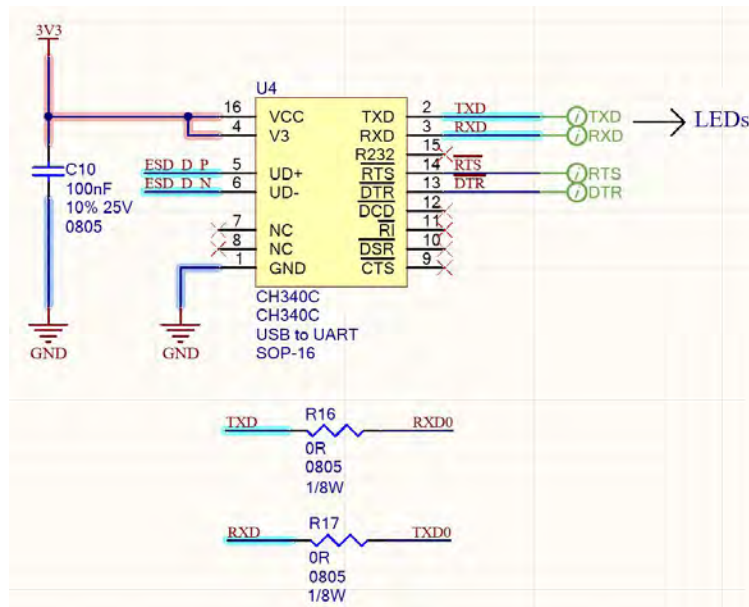 3V3
U4
16 VCC TXD 2 TXD TXD
4 V3 RXD 3 RXD RXD
LEDs
R232 15
C10
100nF
10% 25V
0805
ESD_D_P 5 UD+ RTS 14 RTS RTS
ESD_D_N 6 UD- DTR 13 DTR DTR
DCD 12
7 NC RI 11
8 NC DSR 10
1 GND CTS 9
CH340C
CH340C
USB to UART
SOP-16
GND
GND
TXD R16 RXD0
0R
0805
1/8W
RXD R17 TXD0
0R
0805
1/8W